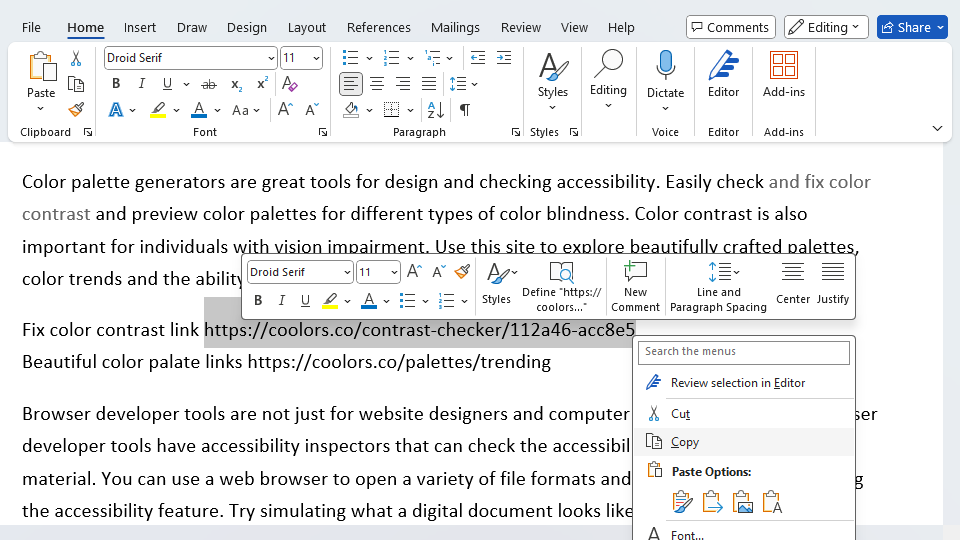 File Home Insert Draw Design Layout References Mailings Review View Help Comments Editing Share
Droid Serif 11
Paste
B I U ab x₂ x² A
A A Aa A A
Styles Editing Dictate Editor Add-ins
Clipboard Font Paragraph Styles Voice Editor Add-ins
Color palette generators are great tools for design and checking accessibility. Easily check and fix color
contrast and preview color palettes for different types of color blindness. Color contrast is also
important for individuals with vision impairment. Use this site to explore beautifully crafted palettes,
color trends and the ability
Droid Serif 11 A A
B I U A
Styles Define "https:// coolors..." New Comment Line and Paragraph Spacing Center Justify
Fix color contrast link https://coolors.co/contrast-checker/112a46-acc8e5
Beautiful color palate links https://coolors.co/palettes/trending
Search the menus
Review selection in Editor
Cut
Copy
Paste Options:
Font...
Browser developer tools are not just for website designers and computer ser
developer tools have accessibility inspectors that can check the accessibil
material. You can use a web browser to open a variety of file formats and g
the accessibility feature. Try simulating what a digital document looks like